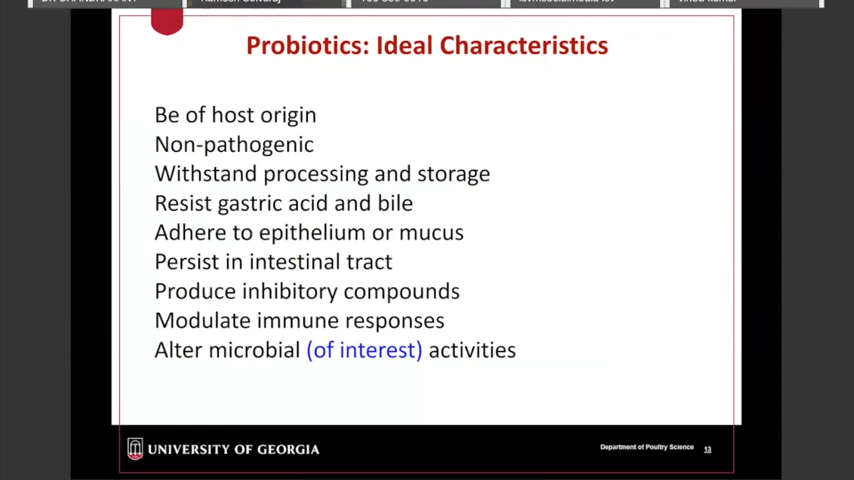 Probiotics: Ideal Characteristics
Be of host origin
Non-pathogenic
Withstand processing and storage
Resist gastric acid and bile
Adhere to epithelium or mucus
Persist in intestinal tract
Produce inhibitory compounds
Modulate immune responses
Alter microbial (of interest) activities
UNIVERSITY OF GEORGIA
Department of Poultry Science 13